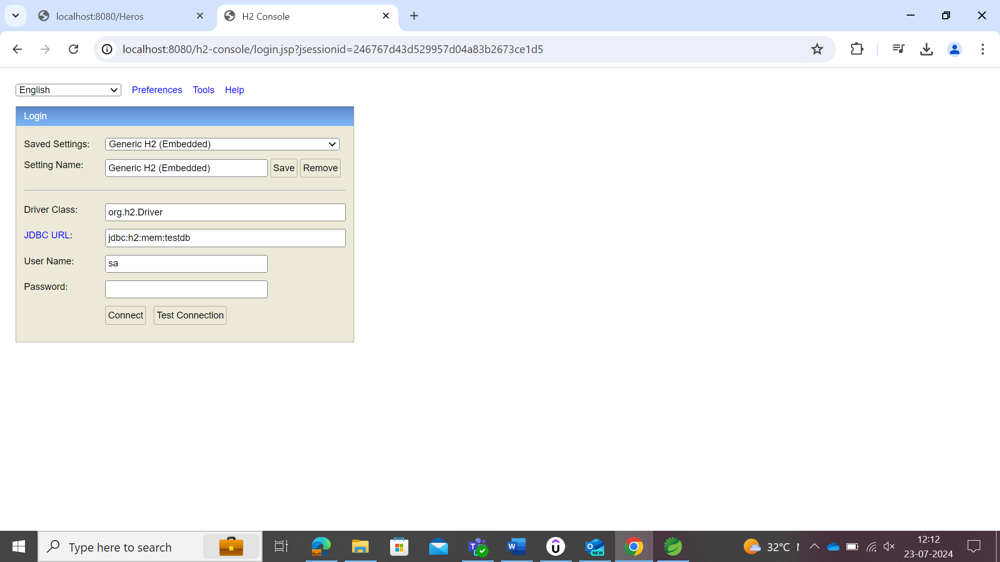 localhost:8080/Heros
H2 Console
localhost:8080/h2-console/login.jsp?jsessionid=246767d43d529957d04a83b2673ce1d5
English Preferences Tools Help
Login
Saved Settings: Generic H2 (Embedded)
Setting Name: Generic H2 (Embedded) Save Remove
Driver Class: org.h2.Driver
JDBC URL: jdbc:h2:mem:testdb
User Name: sa
Password:
Connect Test Connection
Type here to search
NEW
32°C
12:12
23-07-2024